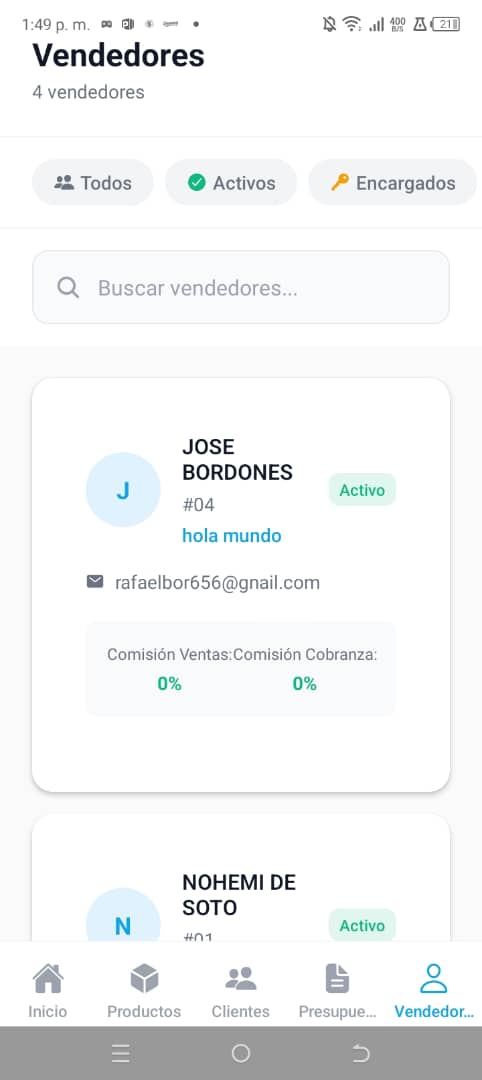 1:49 p. m. 400 B/S 21
Vendedores
4 vendedores
Todos Activos Encargados
Buscar vendedores...
JOSE
BORDONES
Activo
#04
hola mundo
rafaelbor656@gnail.com
Comisión Ventas:Comisión Cobranza:
0% 0%
J
NOHEMI DE
SOTO
Activo
N
#01
Inicio Productos Clientes Presupue... Vendedor...